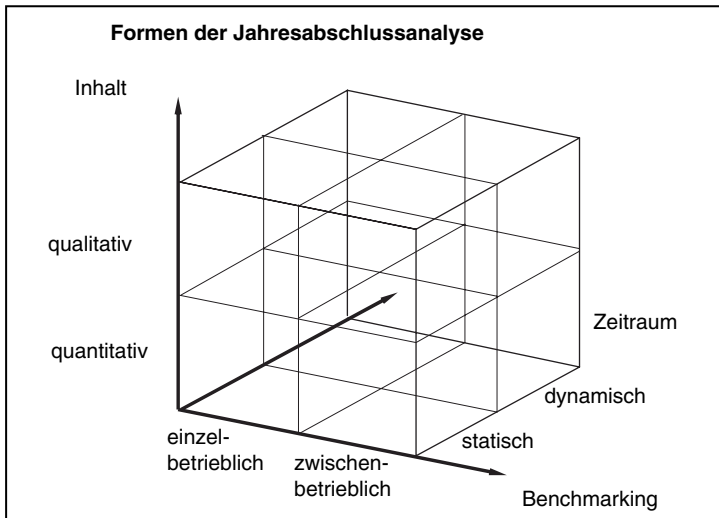 Formen der Jahresabschlussanalyse
Inhalt
qualitativ
quantitativ
Zeitraum
dynamisch
statisch
einzel-
betrieblich
zwischen-
betrieblich
Benchmarking